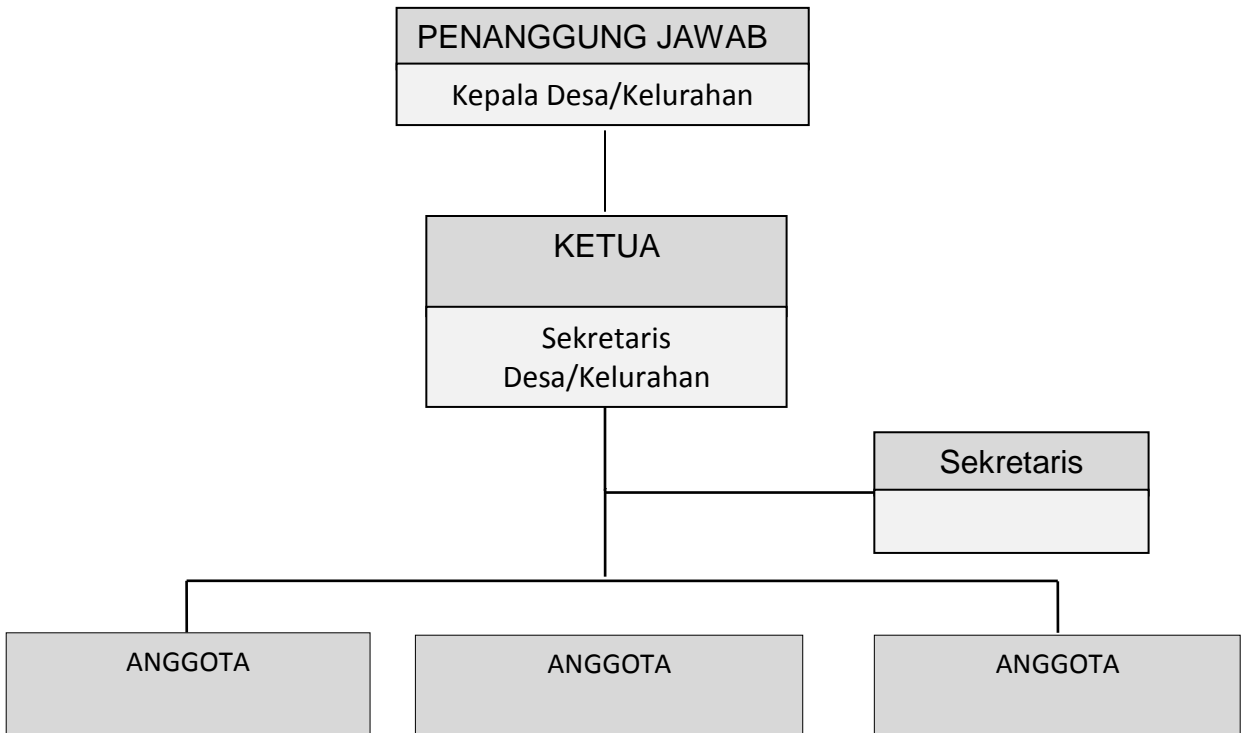 PENANGGUNG JAWAB
Kepala Desa/Kelurahan
KETUA
Sekretaris
Desa/Kelurahan
Sekretaris
ANGGOTA
ANGGOTA
ANGGOTA